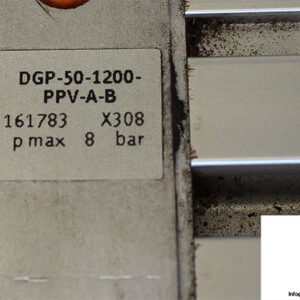 DGP-50-1200-
PPV-A-B
161783 X308
p max 8 bar